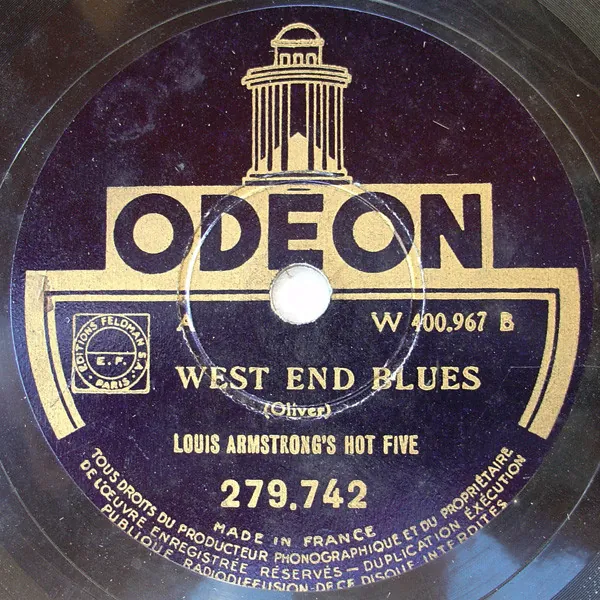 ODEON
A
W 400.967 B
EDITIONS FELDMAN S.A.
E.F.
PARIS
WEST END BLUES
(Oliver)
LOUIS ARMSTRONG'S HOT FIVE
279.742
MADE IN FRANCE
TOUS DROITS DU PRODUCTEUR PHONOGRAPHIQUE ET DU PROPRIÉTAIRE
DE L'ŒUVRE ENREGISTRÉE RÉSERVÉS – DUPLICATION EXÉCUTION
PUBLIQUE RADIODIFFUSION DE CE DISQUE INTERDITES